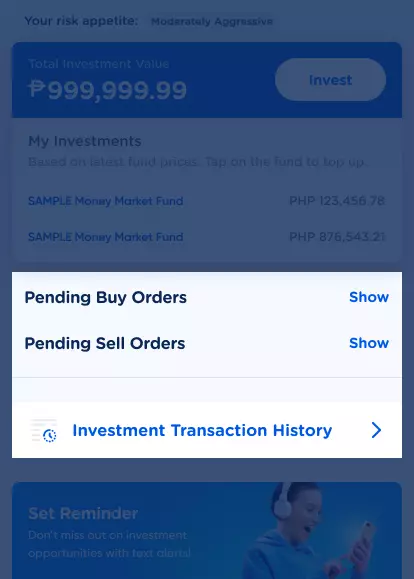 Your risk appetite: Moderately Aggressive
Total Investment Value
₱999,999.99
Invest
My Investments
Based on latest fund prices. Tap on the fund to top up.
SAMPLE Money Market Fund PHP 123,456.78
SAMPLE Money Market Fund PHP 876,543.21
Pending Buy Orders Show
Pending Sell Orders Show
Investment Transaction History
Set Reminder
Don't miss out on investment
opportunities with text alerts!